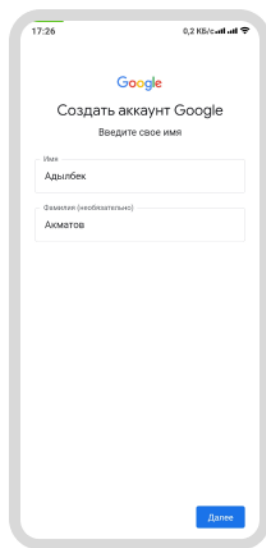 17:26
0,2 КБ/с
Google
Создать аккаунт Google
Введите свое имя
Имя
Адылбек
Фамилия (необязательно)
Акматов
Далее